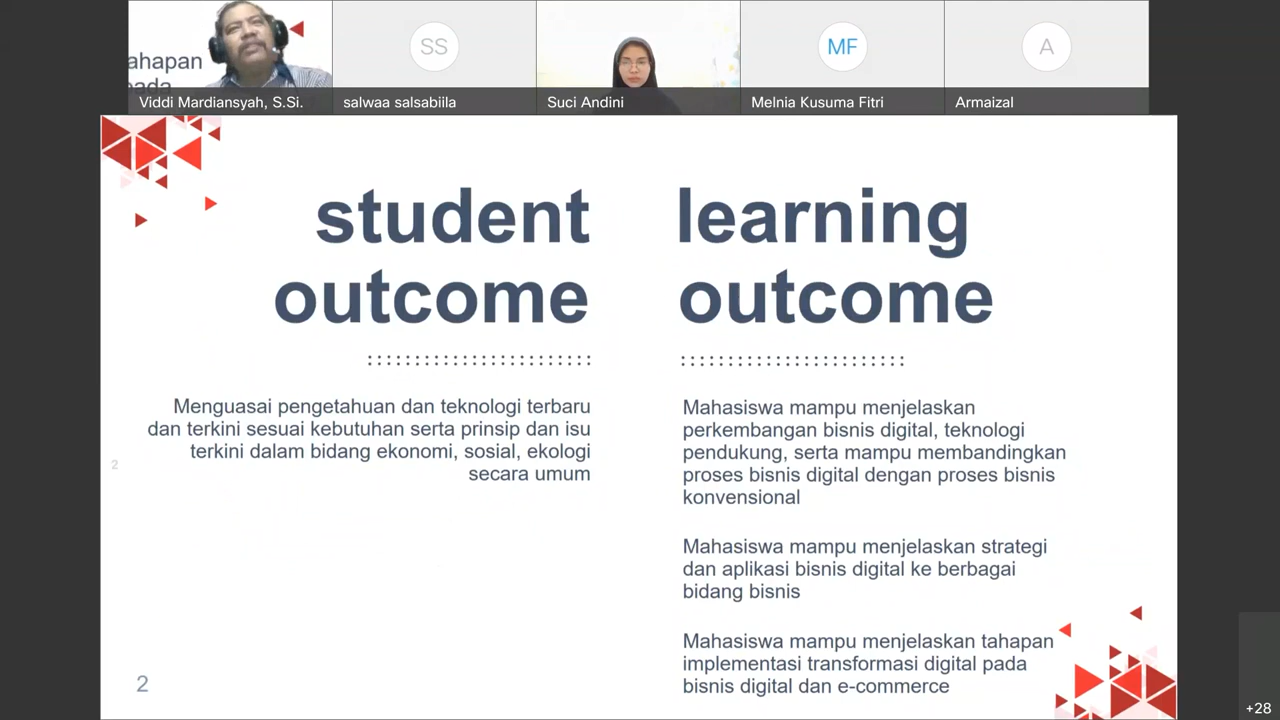 ahapan
pada
Viddi Mardiansyah, S.Si.
SS
salwaa salsabiila
Suci Andini
MF
Melnia Kusuma Fitri
A
Armaizal
student
outcome
Menguasai pengetahuan dan teknologi terbaru
dan terkini sesuai kebutuhan serta prinsip dan isu
terkini dalam bidang ekonomi, sosial, ekologi
secara umum
2
2
learning
outcome
Mahasiswa mampu menjelaskan
perkembangan bisnis digital, teknologi
pendukung, serta mampu membandingkan
proses bisnis digital dengan proses bisnis
konvensional
Mahasiswa mampu menjelaskan strategi
dan aplikasi bisnis digital ke berbagai
bidang bisnis
Mahasiswa mampu menjelaskan tahapan
implementasi transformasi digital pada
bisnis digital dan e-commerce
+28